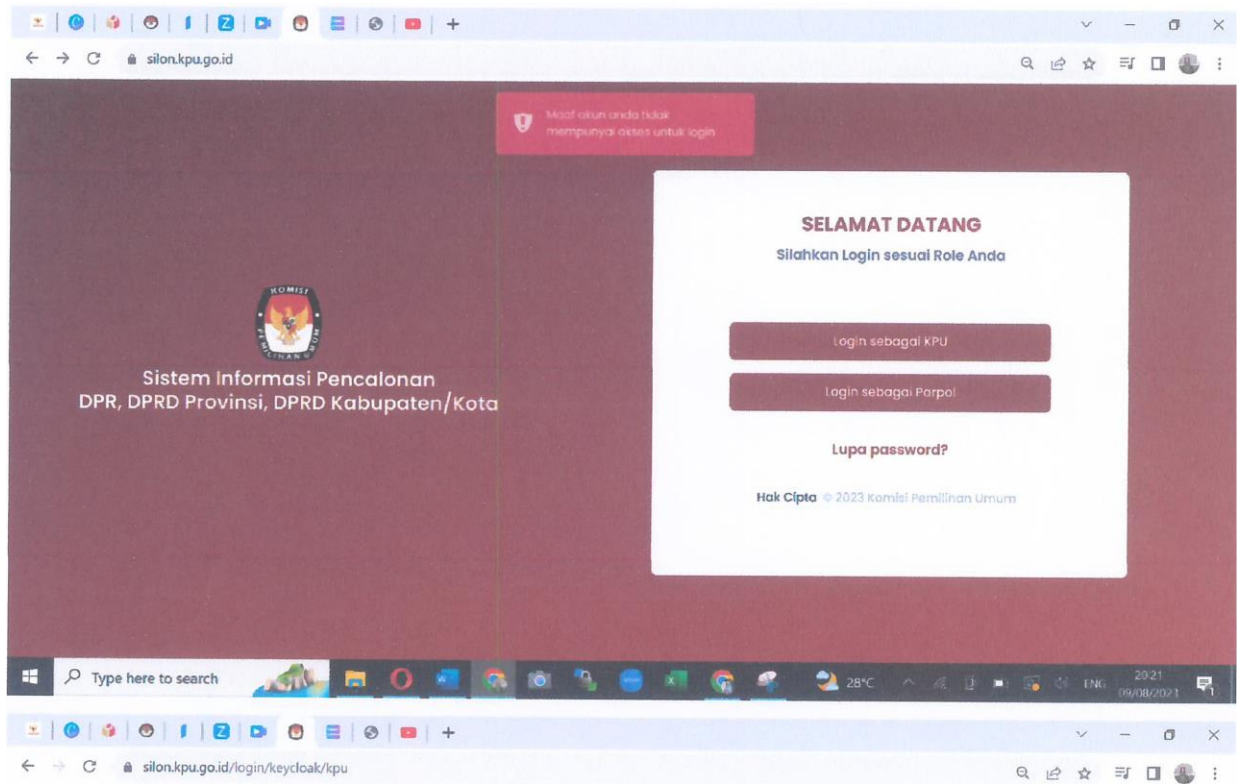 silon.kpu.go.id
Maaf akun anda tidak
mempunyai akses untuk login
SELAMAT DATANG
Silahkan Login sesuai Role Anda
KOMISI
PEMILIHAN UMUM
Login sebagai KPU
Sistem Informasi Pencalonan
DPR, DPRD Provinsi, DPRD Kabupaten/Kota
Login sebagai Parpol
Lupa password?
Hak Cipta © 2023 Komisi Pemilihan Umum
Type here to search
28°C
ENG
20:21
09/08/2023
silon.kpu.go.id/login/keycloak/kpu